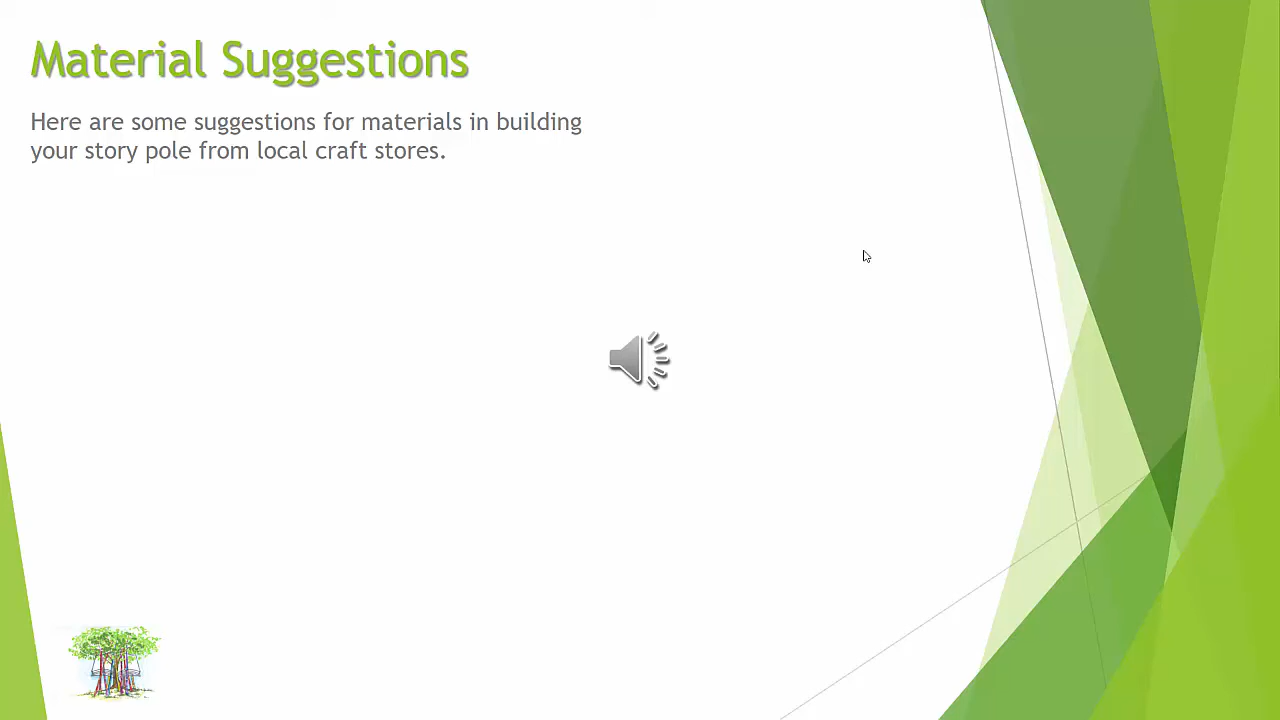 Material Suggestions
Here are some suggestions for materials in building
your story pole from local craft stores.